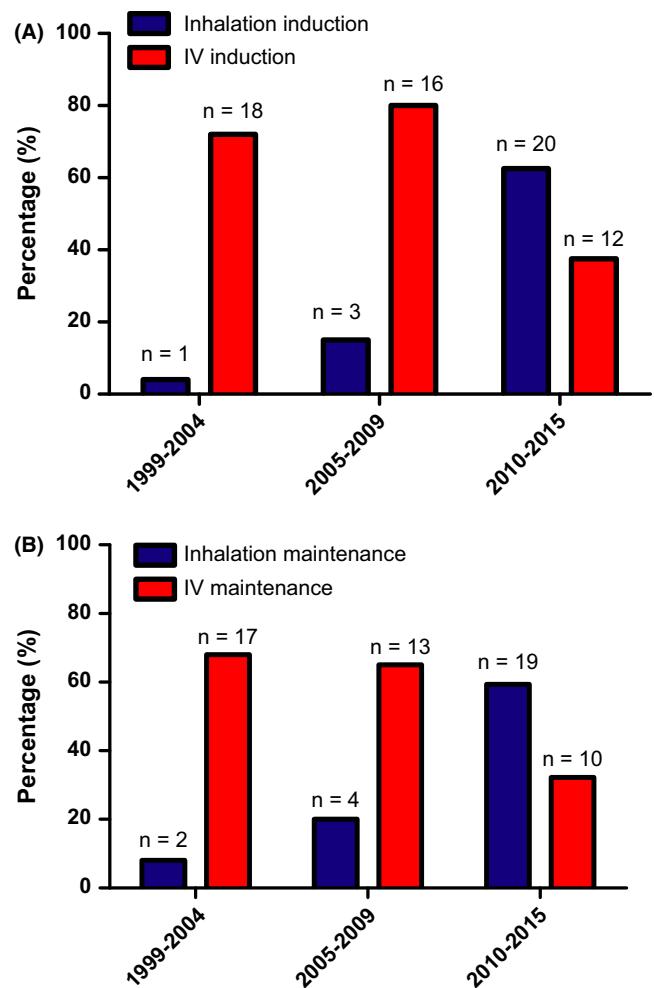 (A)
Inhalation induction
IV induction
Percentage (%)
100
80
60
40
20
0
n = 1
n = 18
n = 3
n = 16
n = 20
n = 12
1999-2004
2005-2009
2010-2015
(B)
Inhalation maintenance
IV maintenance
Percentage (%)
100
80
60
40
20
0
n = 2
n = 17
n = 4
n = 13
n = 19
n = 10
1999-2004
2005-2009
2010-2015